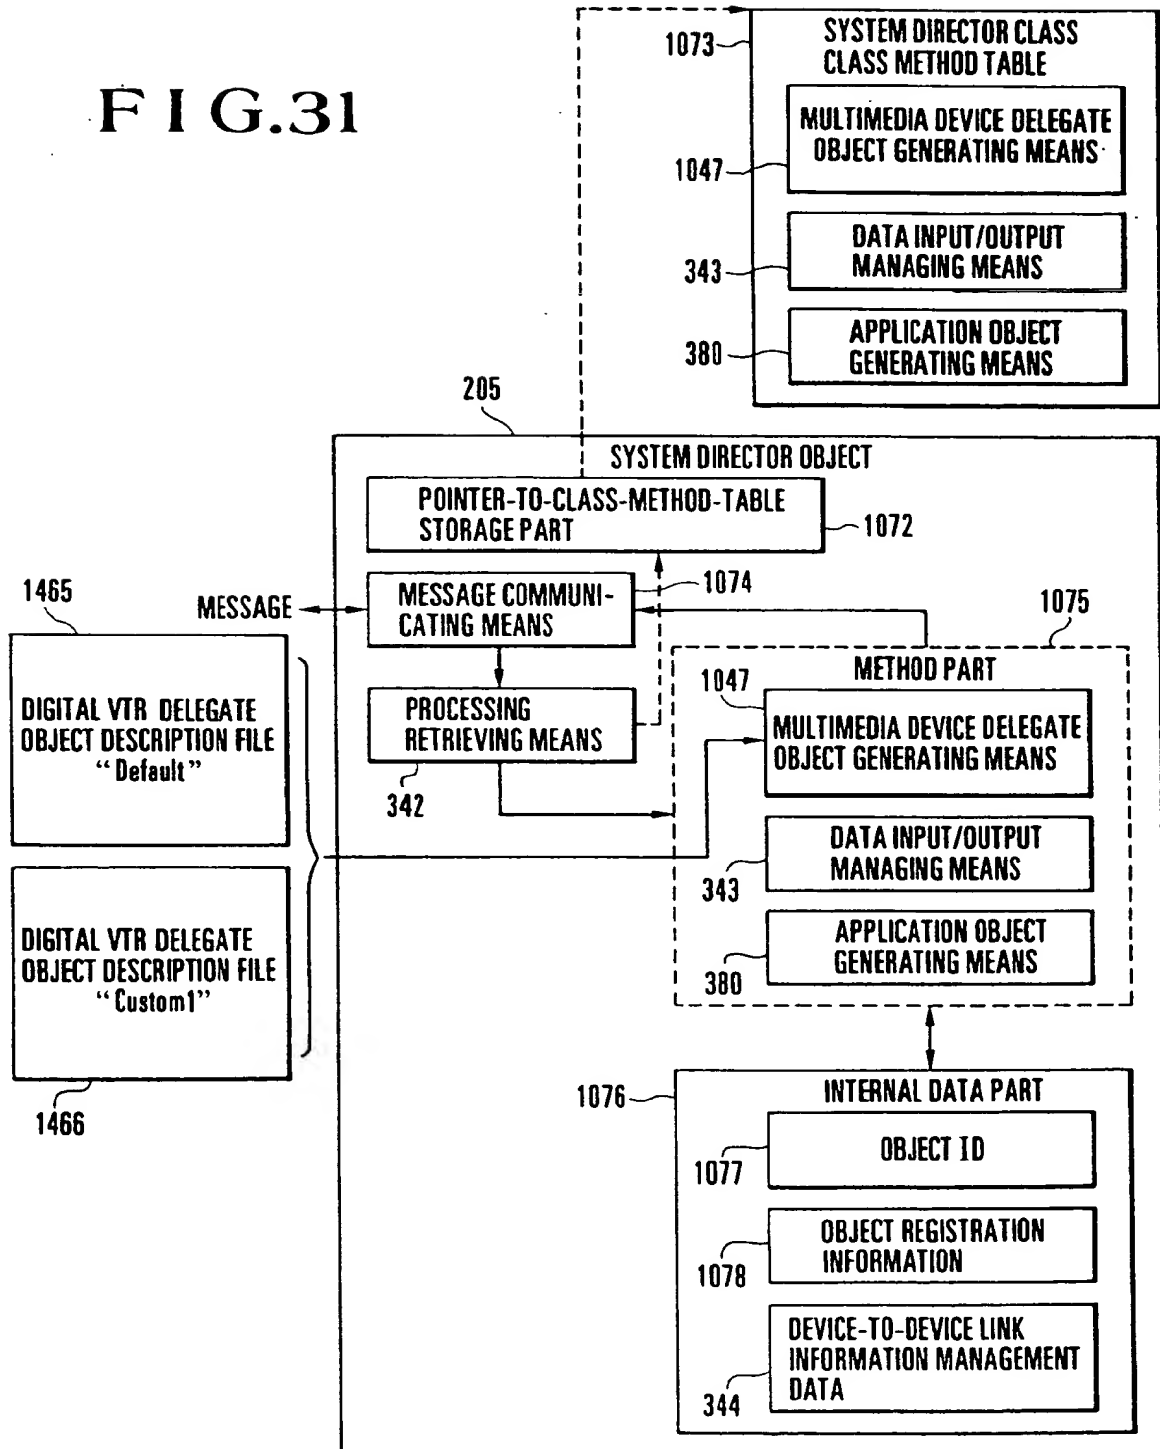 FIG.31
1073
SYSTEM DIRECTOR CLASS
CLASS METHOD TABLE
MULTIMEDIA DEVICE DELEGATE
OBJECT GENERATING MEANS
1047
DATA INPUT/OUTPUT
MANAGING MEANS
343
APPLICATION OBJECT
GENERATING MEANS
380
205
SYSTEM DIRECTOR OBJECT
POINTER-TO-CLASS-METHOD-TABLE
STORAGE PART
1072
1465
MESSAGE
MESSAGE COMMUNI-
CATING MEANS
1074
1075
DIGITAL VTR DELEGATE
OBJECT DESCRIPTION FILE
“Default”
PROCESSING
RETRIEVING MEANS
342
METHOD PART
1047
MULTIMEDIA DEVICE DELEGATE
OBJECT GENERATING MEANS
DATA INPUT/OUTPUT
MANAGING MEANS
343
APPLICATION OBJECT
GENERATING MEANS
380
DIGITAL VTR DELEGATE
OBJECT DESCRIPTION FILE
“Custom1”
1466
1076
INTERNAL DATA PART
OBJECT ID
1077
OBJECT REGISTRATION
INFORMATION
1078
DEVICE-TO-DEVICE LINK
INFORMATION MANAGEMENT
DATA
344